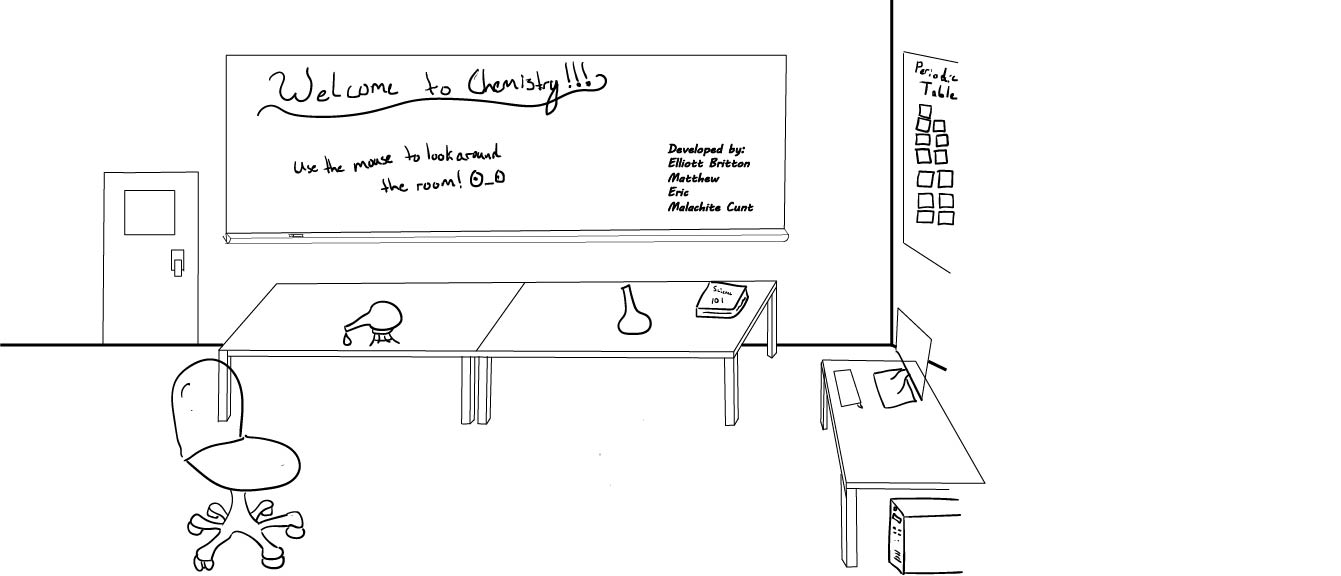 Welcome to Chemistry!!!
Use the mouse to look around
the room! O_O
Developed by:
Elliott Britton
Matthew
Eric
Malachite Cunt
Periodic
Table
Science
101